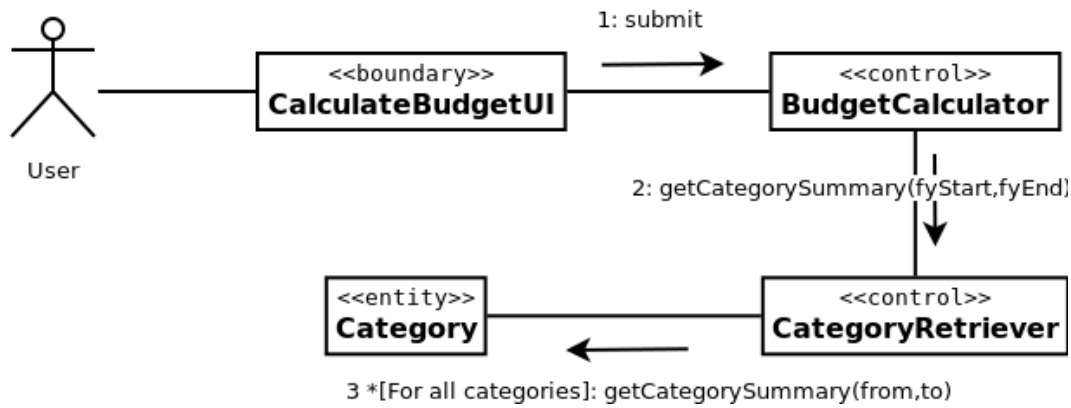 1: submit
<<boundary>>
CalculateBudgetUI
<<control>>
BudgetCalculator
User
2: getCategorySummary(fyStart,fyEnd)
<<entity>>
Category
<<control>>
CategoryRetriever
3 *[For all categories]: getCategorySummary(from,to)